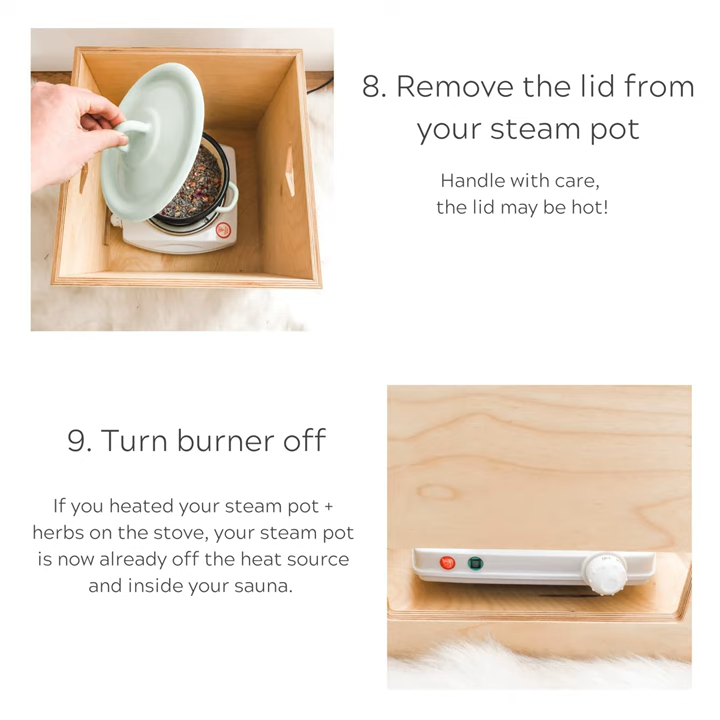 8. Remove the lid from
your steam pot
Handle with care,
the lid may be hot!
9. Turn burner off
If you heated your steam pot +
herbs on the stove, your steam pot
is now already off the heat source
and inside your sauna.